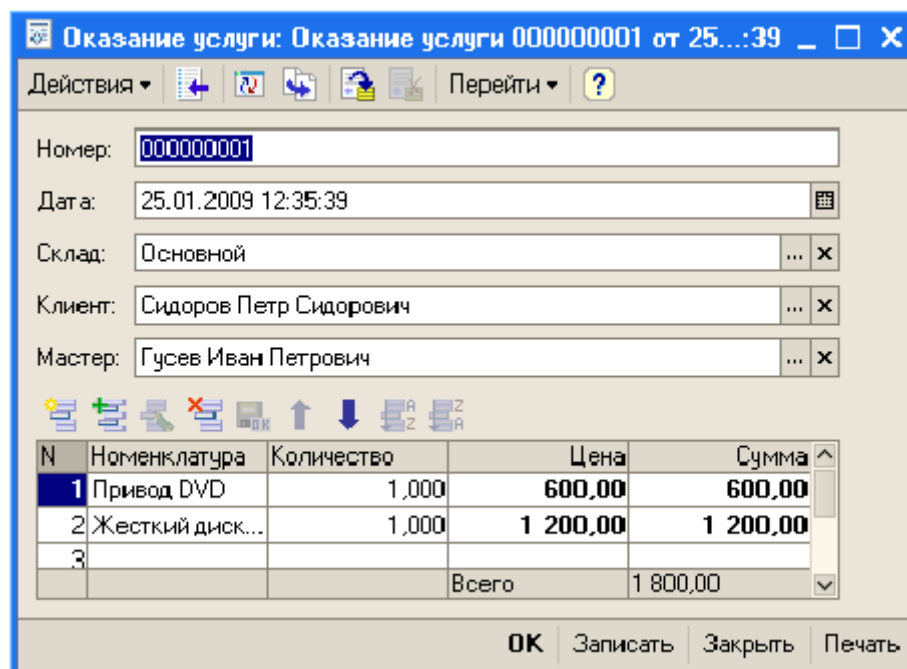 Оказание услуги: Оказание услуги 000000001 от 25...:39
Действия Перейти ?
Номер: 000000001
Дата: 25.01.2009 12:35:39
Склад: Основной ...
Клиент: Сидоров Петр Сидорович ...
Мастер: Гусев Иван Петрович ...
N Номенклатура Количество Цена Сумма
1 Привод DVD 1,000 600,00 600,00
2 Жесткий диск... 1,000 1 200,00 1 200,00
3
Всего 1 800,00
OK Записать Закрыть Печать